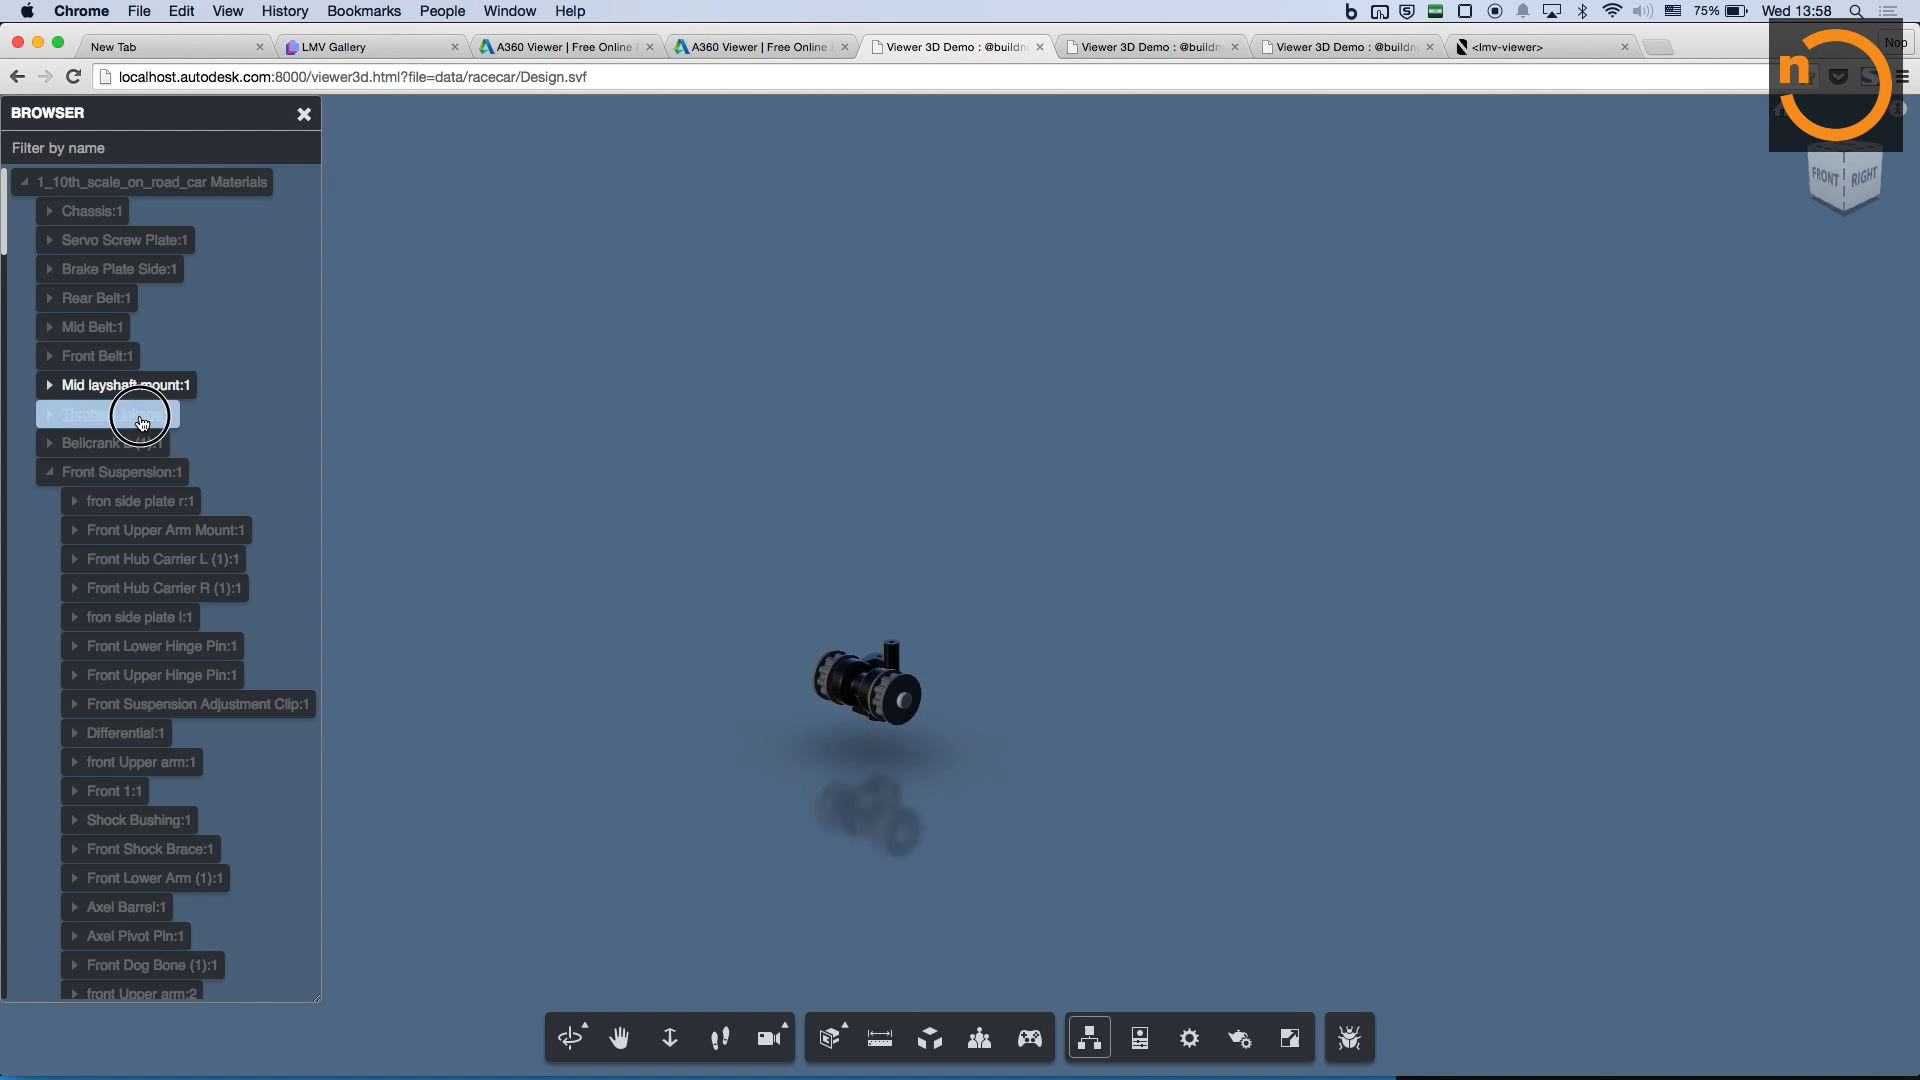 Chrome File Edit View History Bookmarks People Window Help 75% Wed 13:58
New Tab LMV Gallery A360 Viewer | Free Online A360 Viewer | Free Online Viewer 3D Demo : @buildn Viewer 3D Demo : @buildn Viewer 3D Demo : @buildn <lmv-viewer> Nop
localhost.autodesk.com:8000/viewer3d.html?file=data/racecar/Design.svf
n
BROWSER
Filter by name
FRONT RIGHT
1_10th_scale_on_road_car Materials
Chassis:1
Servo Screw Plate:1
Brake Plate Side:1
Rear Belt:1
Mid Belt:1
Front Belt:1
Mid layshaft mount:1
Bellcrank (1):1
Front Suspension:1
fron side plate r:1
Front Upper Arm Mount:1
Front Hub Carrier L (1):1
Front Hub Carrier R (1):1
fron side plate l:1
Front Lower Hinge Pin:1
Front Upper Hinge Pin:1
Front Suspension Adjustment Clip:1
Differential:1
front Upper arm:1
Front 1:1
Shock Bushing:1
Front Shock Brace:1
Front Lower Arm (1):1
Axel Barrel:1
Axel Pivot Pin:1
Front Dog Bone (1):1
front Upper arm:2